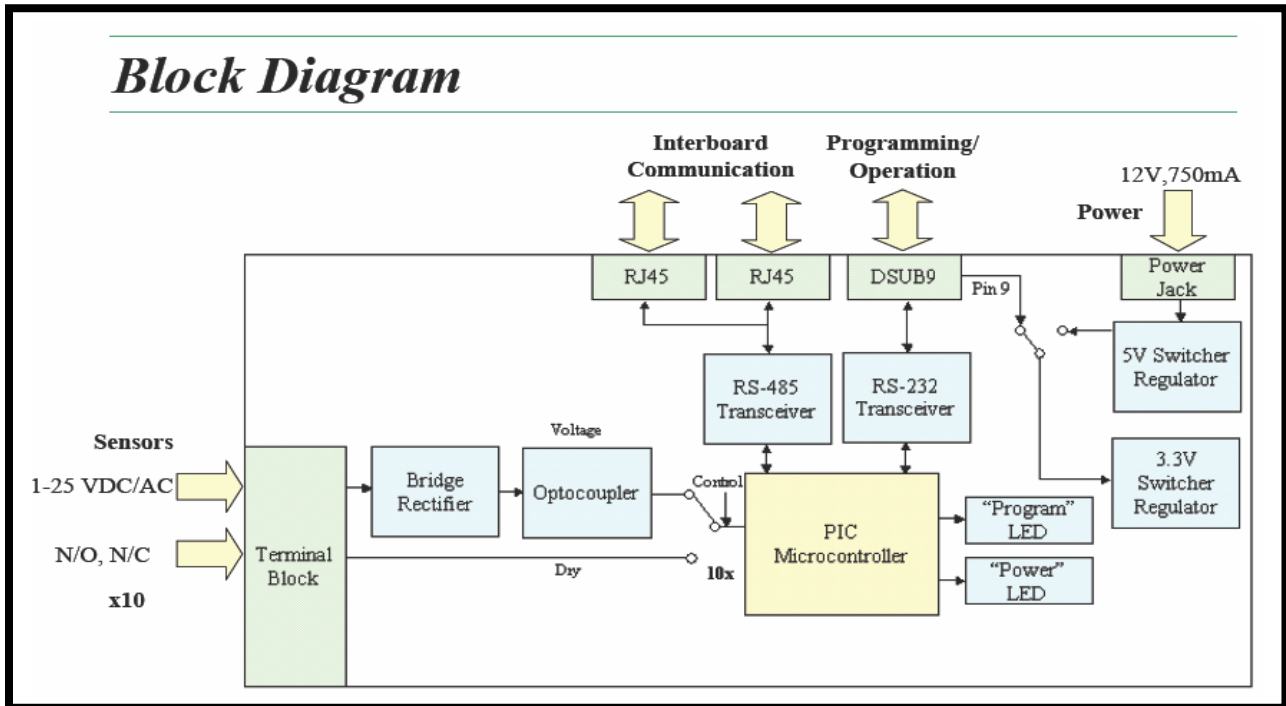 Block Diagram
Interboard
Communication
Programming/
Operation
12V,750mA
Power
RJ45
RJ45
DSUB9
Pin 9
Power
Jack
5V Switcher
Regulator
RS-485
Transceiver
RS-232
Transceiver
Sensors
1-25 VDC/AC
N/O, N/C
x10
Terminal
Block
Bridge
Rectifier
Voltage
Optocoupler
Dry
Control
10x
PIC
Microcontroller
“Program”
LED
“Power”
LED
3.3V
Switcher
Regulator